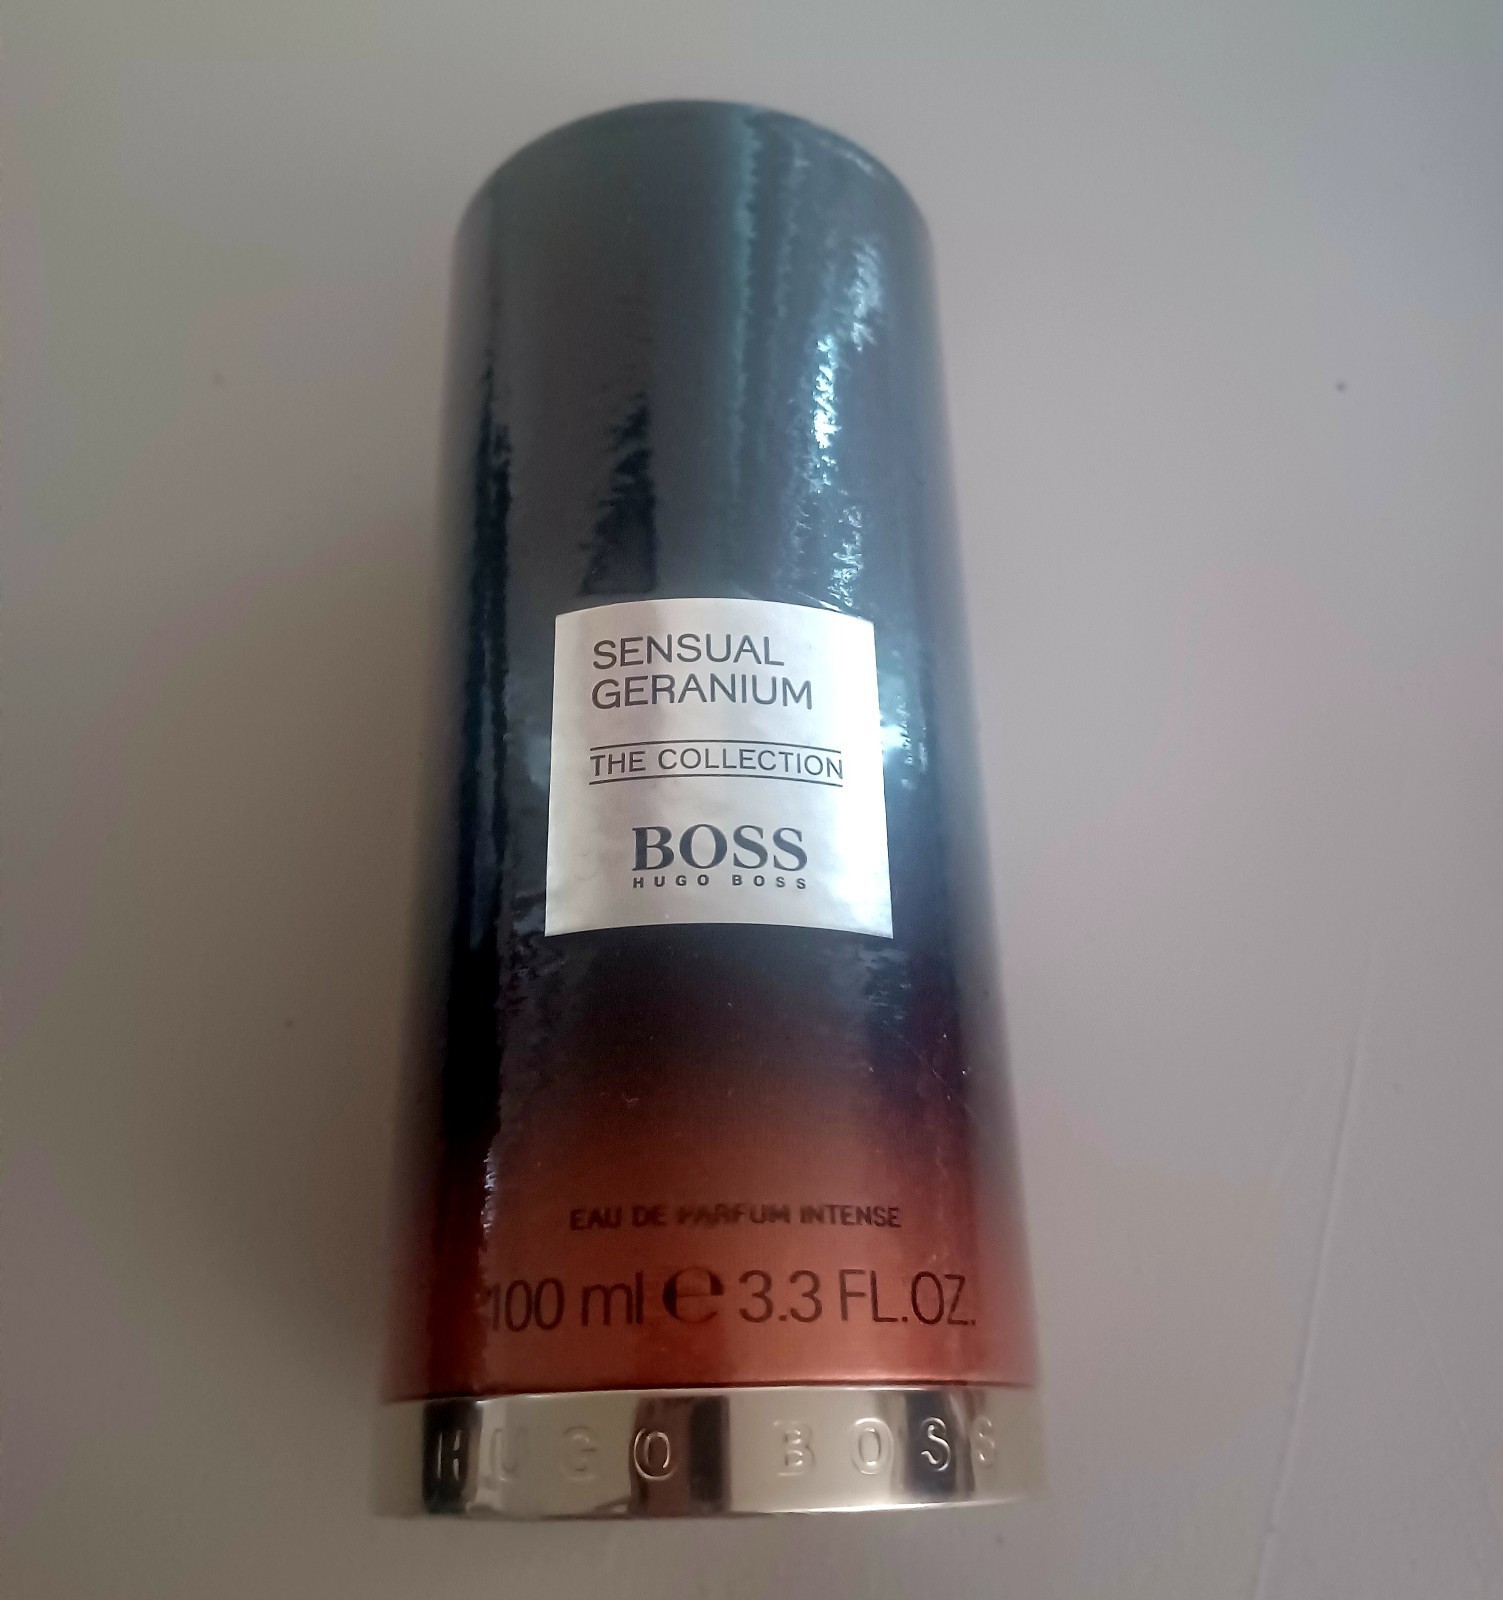 SENSUAL
GERANIUM
THE COLLECTION
BOSS
HUGO BOSS
EAU DE PARFUM INTENSE
100 ml ℮ 3.3 FL.OZ.
HUGO BOSS